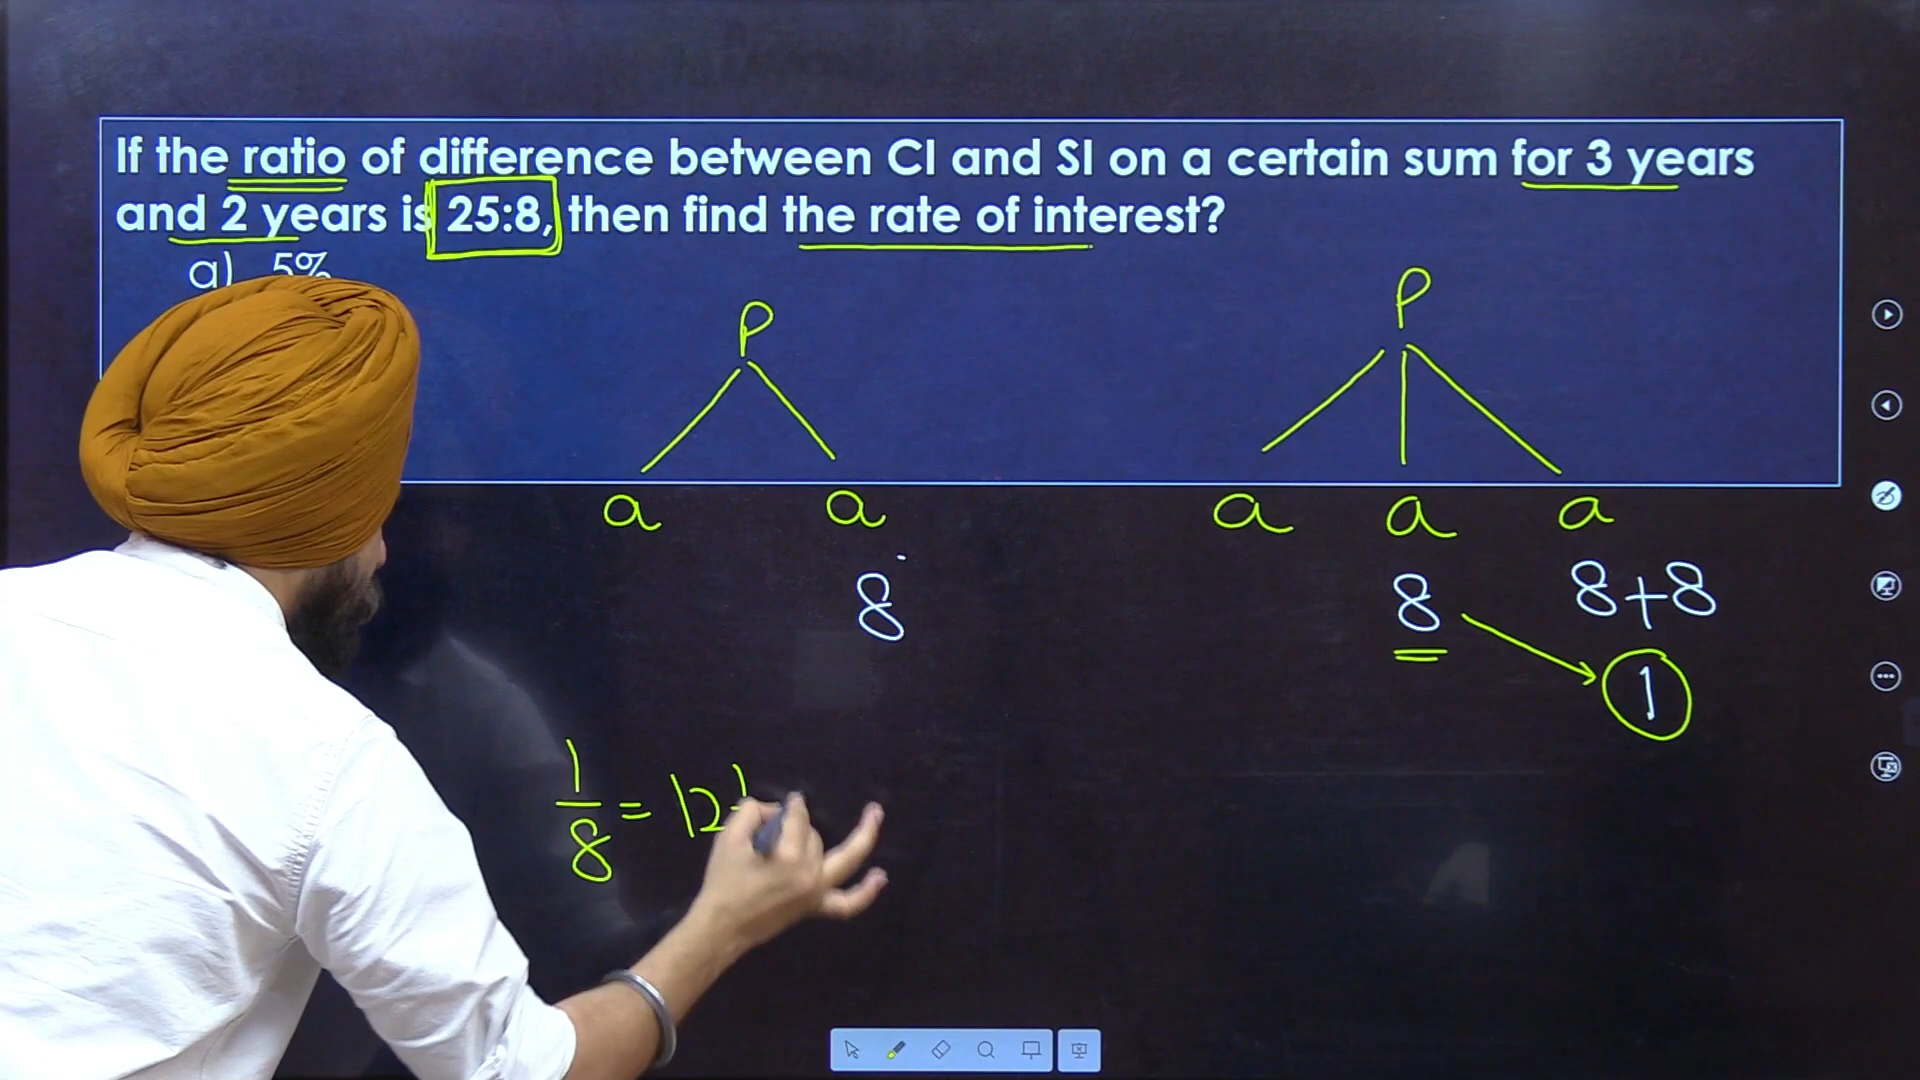 If the ratio of difference between CI and SI on a certain sum for 3 years
and 2 years is 25:8, then find the rate of interest?
a) 5%
P
P
a a
a a a
8
8 8+8
1
1/8 = 12 1